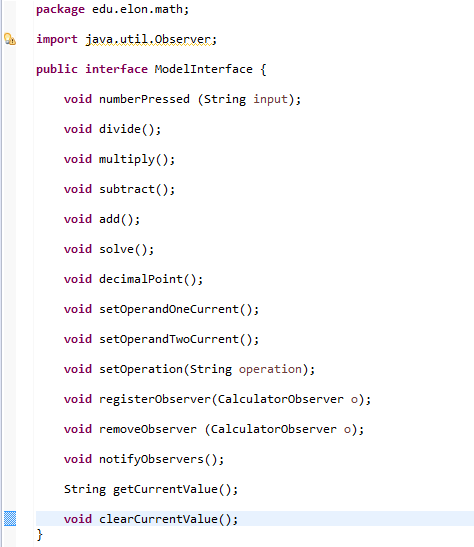 package edu.elon.math;
import java.util.Observer;
public interface ModelInterface {
void numberPressed (String input);
void divide();
void multiply();
void subtract();
void add();
void solve();
void decimalPoint();
void setOperandOneCurrent();
void setOperandTwoCurrent();
void setOperation(String operation);
void registerObserver(CalculatorObserver o);
void removeObserver (CalculatorObserver o);
void notifyObservers();
String getCurrentValue();
void clearCurrentValue();
}